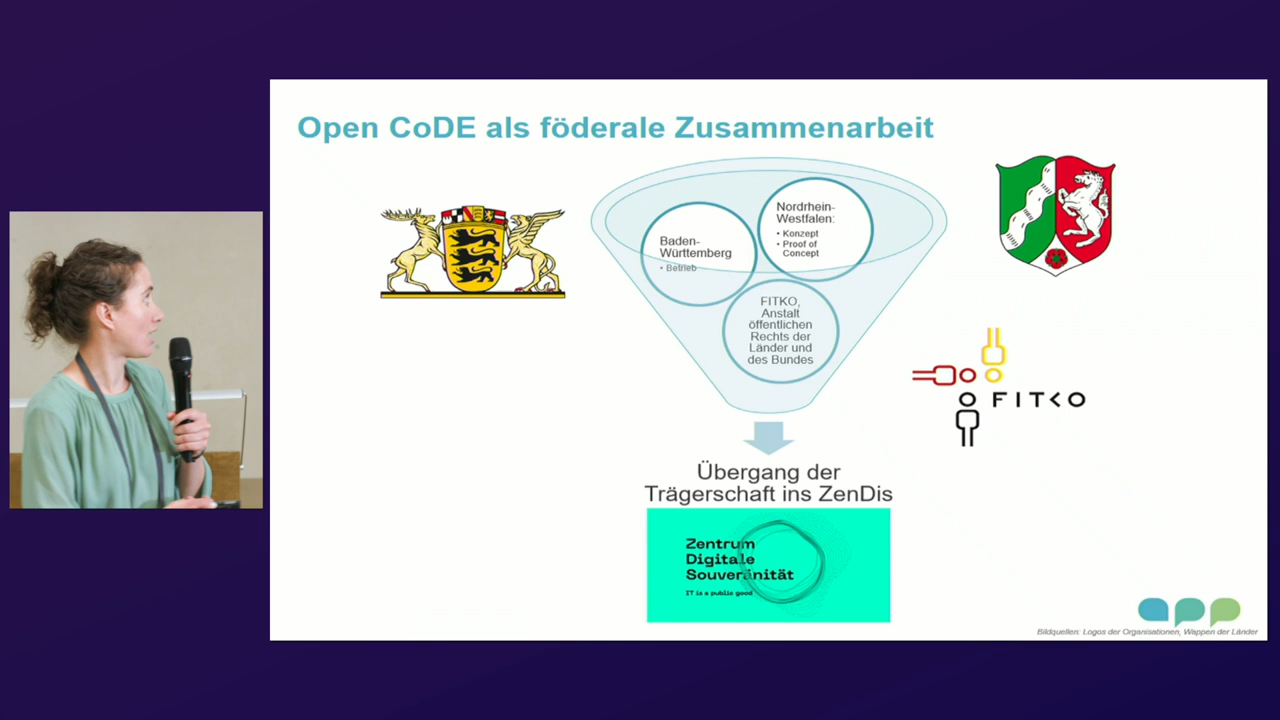 Open CoDE als föderale Zusammenarbeit
Baden-
Württemberg
• Betrieb
Nordrhein-
Westfalen:
• Konzept
• Proof of
Concept
FITKO,
Anstalt
öffentlichen
Rechts der
Länder und
des Bundes
FITKO
Übergang der
Trägerschaft ins ZenDis
Zentrum
Digitale
Souveränität
IT is a public good
app
Bildquellen: Logos der Organisationen, Wappen der Länder